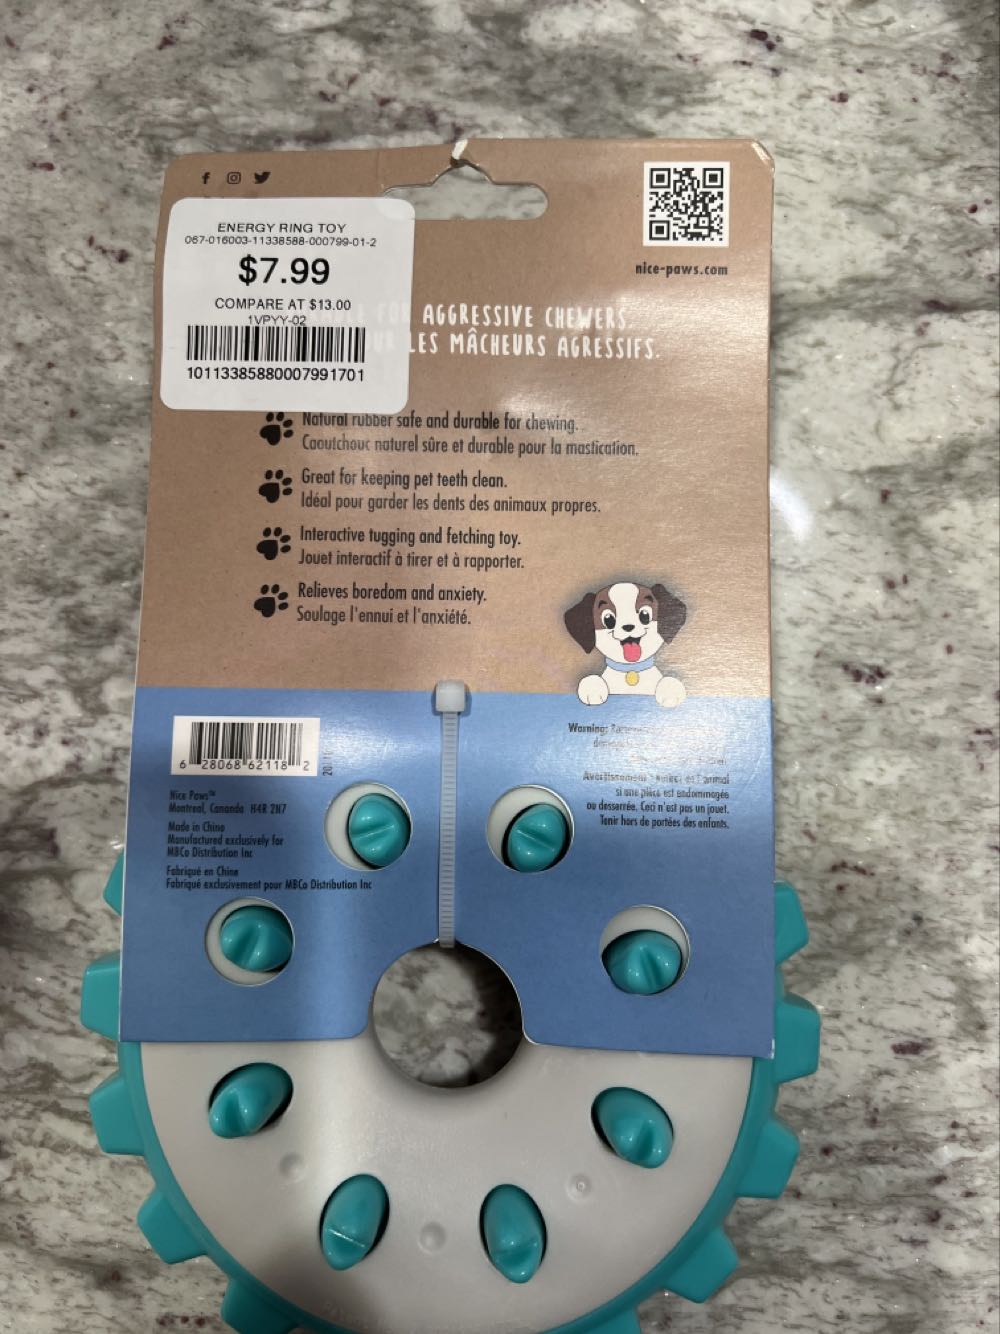 ENERGY RING TOY
067-016003-11338588-000799-01-2
$7.99
COMPARE AT $13.00
1VPYY-02
10113385880007991701
nice-paws.com
FOR AGGRESSIVE CHEWERS.
LES MÂCHEURS AGRESSIFS.
Natural rubber safe and durable for chewing.
Caoutchouc naturel sûre et durable pour la mastication.
Great for keeping pet teeth clean.
Idéal pour garder les dents des animaux propres.
Interactive tugging and fetching toy.
Jouet interactif à tirer et à rapporter.
Relieves boredom and anxiety.
Soulage l'ennui et l'anxiété.
6 28068 62118 2
Nice Paws™
Montreal, Cananda H4R 2N7
Made in China
Manufactured exclusively for
MBCo Distribution Inc
Fabriqué en Chine
Fabriqué exclusivement pour MBCo Distribution Inc
Warning:
Avertissement
si une pièce est endommagée
ou desserrée. Ceci n'est pas un jouet.
Tenir hors de portées des enfants.